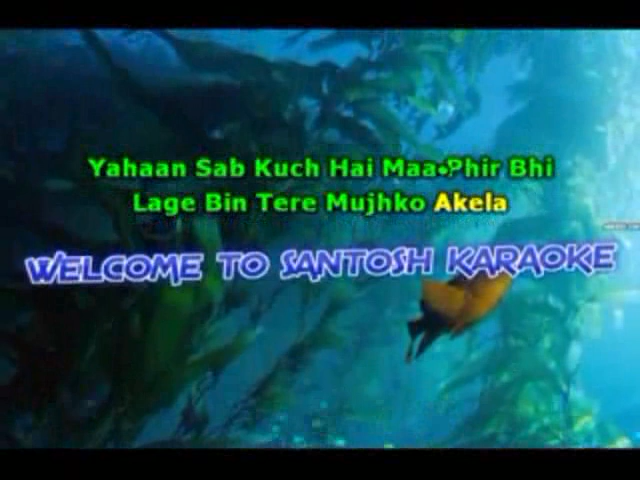 Yahaan Sab Kuch Hai Maa Phir Bhi
Lage Bin Tere Mujhko Akela
WELCOME TO SANTOSH KARAOKE